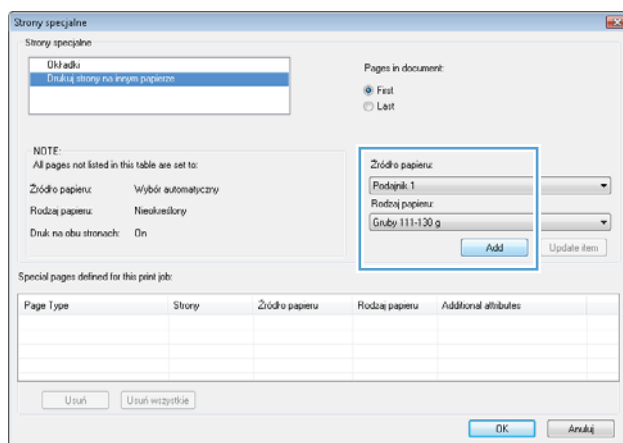 Strony specjalne
Strony specjalne
Okładki
Drukuj strony na innym papierze
Pages in document:
First
Last
NOTE:
All pages not listed in this table are set to:
Źródło papieru: Wybór automatyczny
Rodzaj papieru: Nieokreślony
Druk na obu stronach: On
Źródło papieru:
Podajnik 1
Rodzaj papieru:
Gruby 111-130 g
Add Update item
Special pages defined for this print job:
Page Type Strony Źródło papieru Rodzaj papieru Additional attributes
Usuń Usuń wszystkie
OK Anuluj